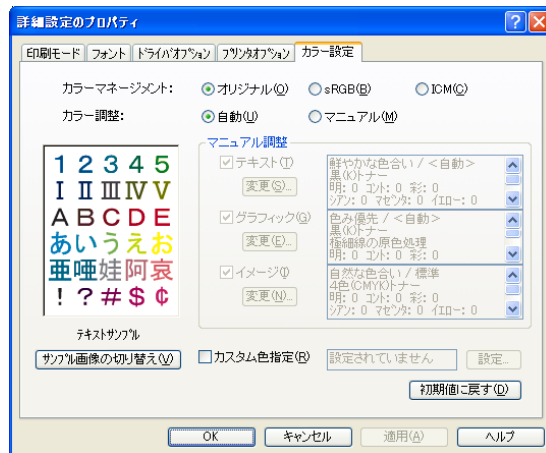 詳細設定のプロパティ
印刷モード フォント ドライバオプション プリンタオプション カラー設定
カラーマネージメント: オリジナル(O) sRGB(B) ICM(C)
カラー調整: 自動(U) マニュアル(M)
マニュアル調整
テキスト(T)
変更(S)...
鮮やかな色合い / <自動>
黒(K)トナー
明: 0 コント: 0 彩: 0
シアン: 0 マゼンタ: 0 イエロー: 0
グラフィック(G)
変更(E)...
色み優先 / <自動>
黒(K)トナー
極細線の原色処理
明: 0 コント: 0 彩: 0
イメージ(I)
変更(N)...
自然な色合い / 標準
4色(CMYK)トナー
明: 0 コント: 0 彩: 0
シアン: 0 マゼンタ: 0 イエロー: 0
1 2 3 4 5
I II III IV V
A B C D E
あ い う え お
亜 唖 娃 阿 哀
! ? # $ ¢
テキストサンプル
サンプル画像の切り替え(V)
カスタム色指定(R) 設定されていません 設定...
初期値に戻す(D)
OK キャンセル 適用(A) ヘルプ